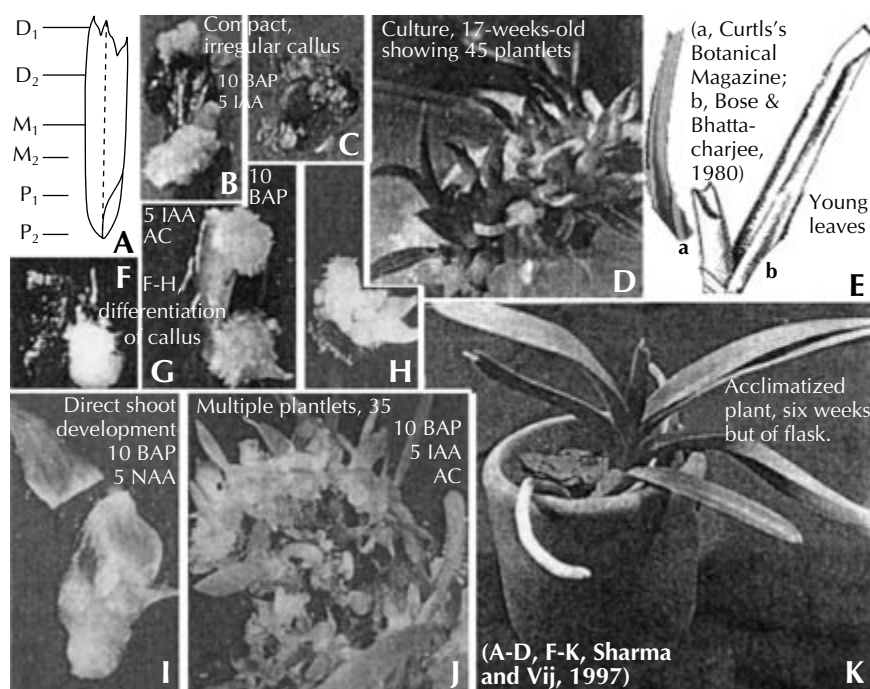 D₁
D₂
M₁
M₂
P₁
P₂
A
Compact,
irregular callus
10 BAP
5 IAA
B
C
Culture, 17-weeks-old
showing 45 plantlets
D
(a, Curtls's
Botanical
Magazine;
b, Bose &
Bhatta-
charjee,
1980)
Young
leaves
a
b
E
F
F-H,
differentiation
of callus
5 IAA
AC
10
BAP
G
H
Direct shoot
development
10 BAP
5 NAA
I
Multiple plantlets, 35
10 BAP
5 IAA
AC
J
Acclimatized
plant, six weeks
but of flask.
(A-D, F-K, Sharma
and Vij, 1997)
K